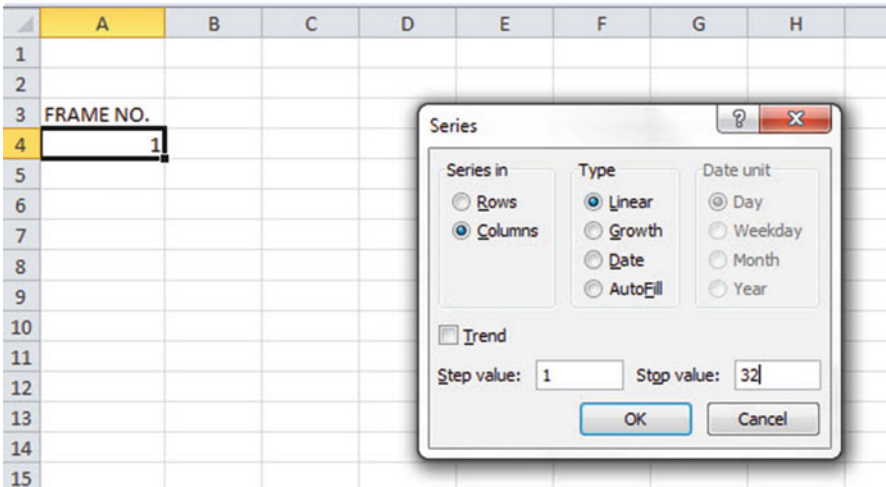 A B C D E F G H
1
2
3 FRAME NO.
4 1
5
6
7
8
9
10
11
12
13
14
15
Series
?
Series in Type Date unit
Rows Linear Day
Columns Growth Weekday
Date Month
AutoFill Year
Trend
Step value: 1 Stop value: 32
OK Cancel